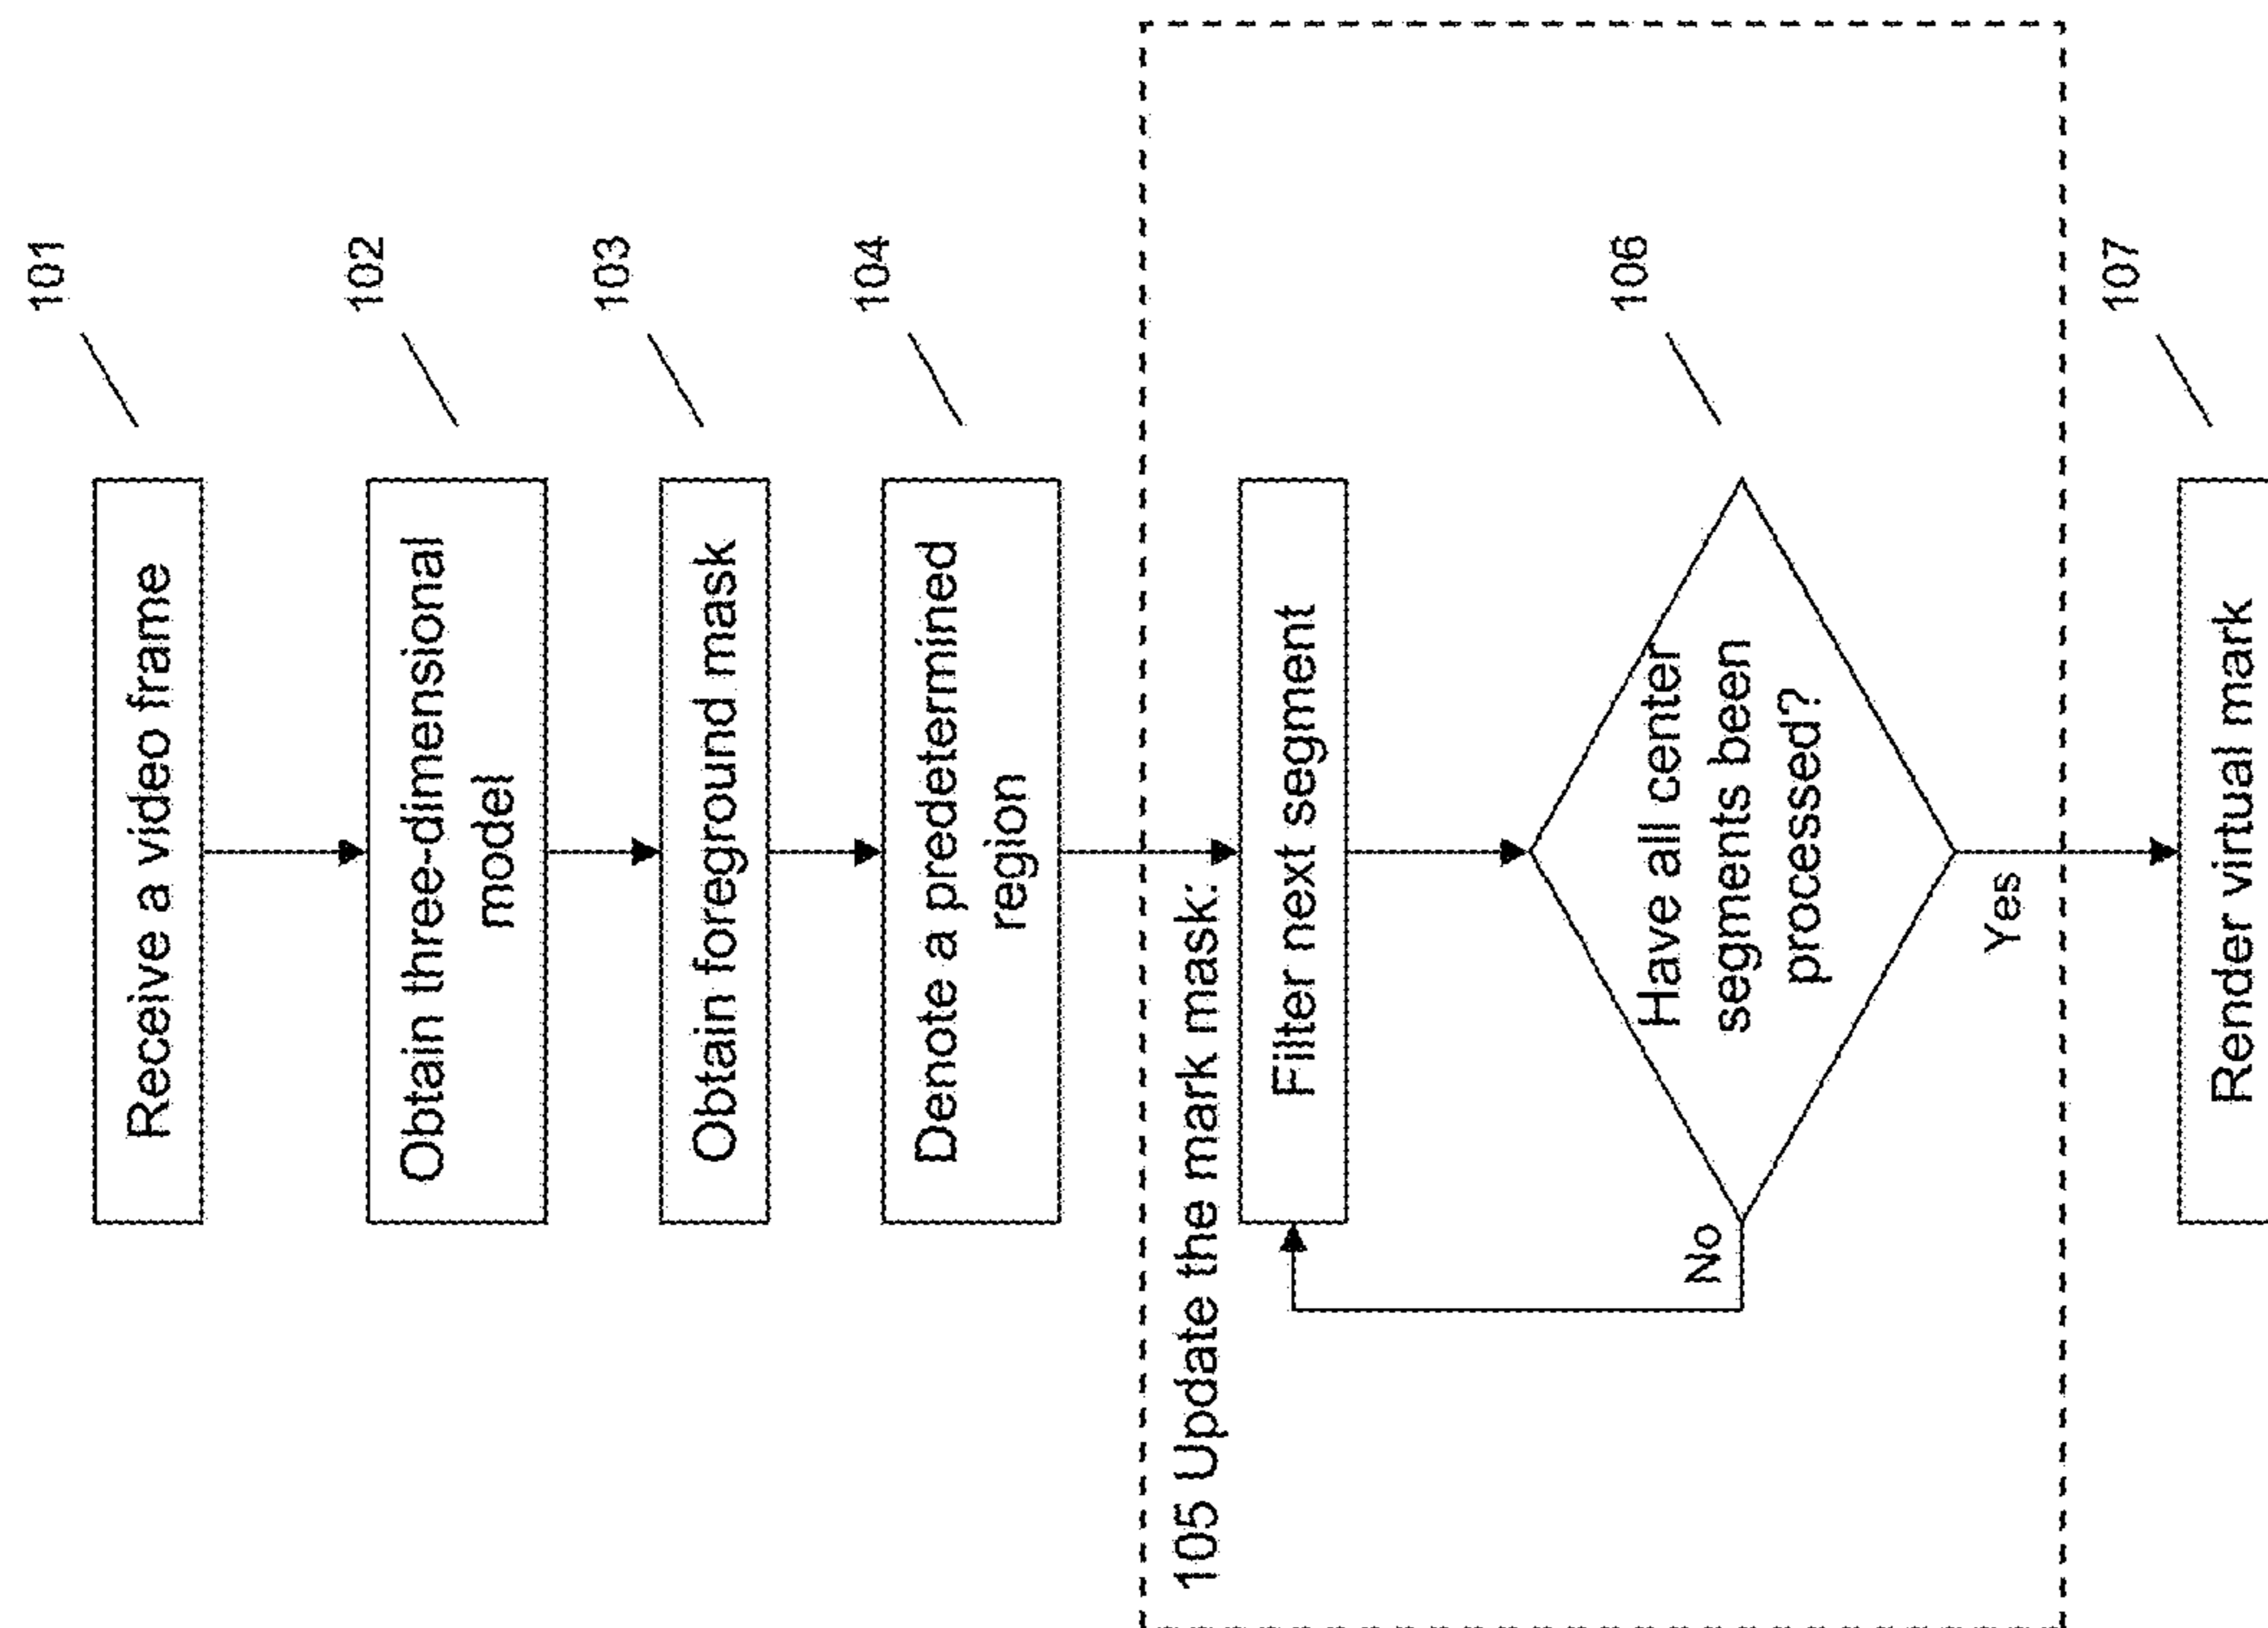 101
Receive a video frame
102
Obtain three-dimensional
model
103
Obtain foreground mask
104
Denote a predetermined
region
105 Update the mark mask:
Filter next segment
106
Have all center
segments been
processed?
No
Yes
107
Render virtual mark